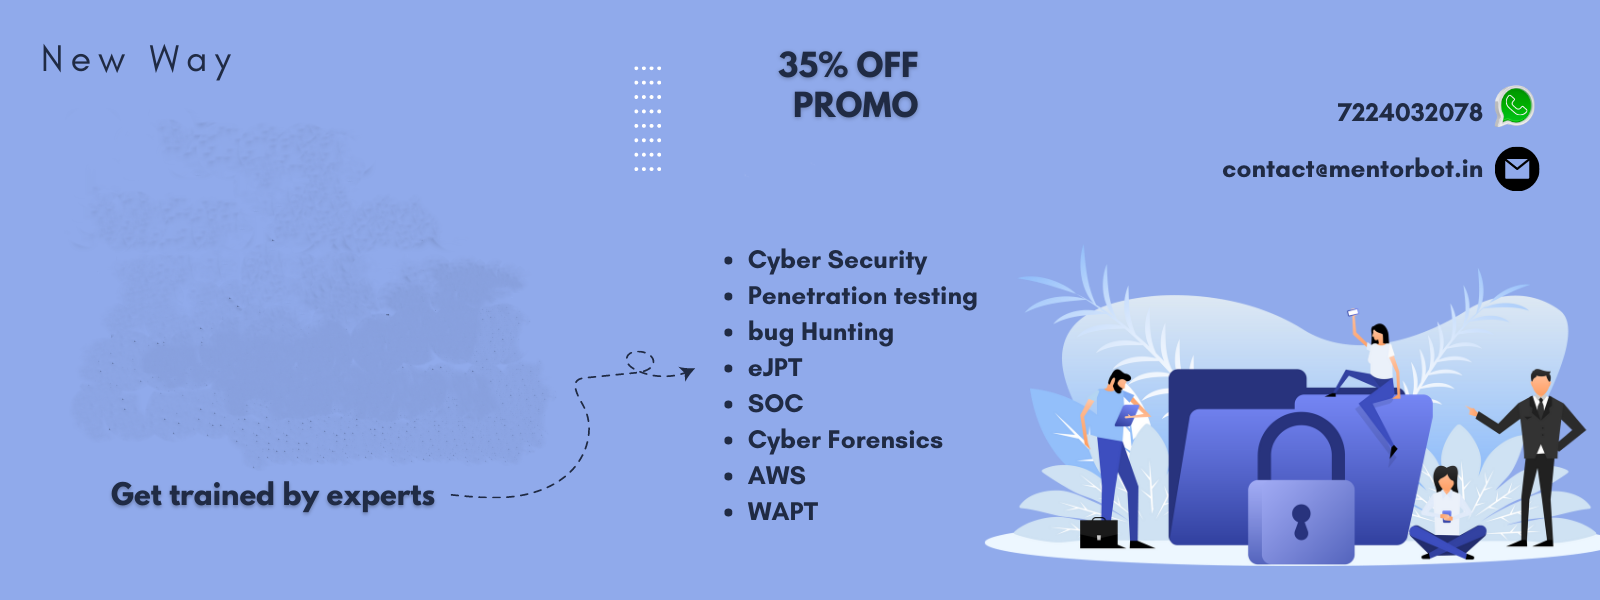 New Way
35% OFF
PROMO
7224032078
contact@mentorbot.in
Cyber Security
Penetration testing
bug Hunting
eJPT
SOC
Cyber Forensics
AWS
WAPT
Get trained by experts